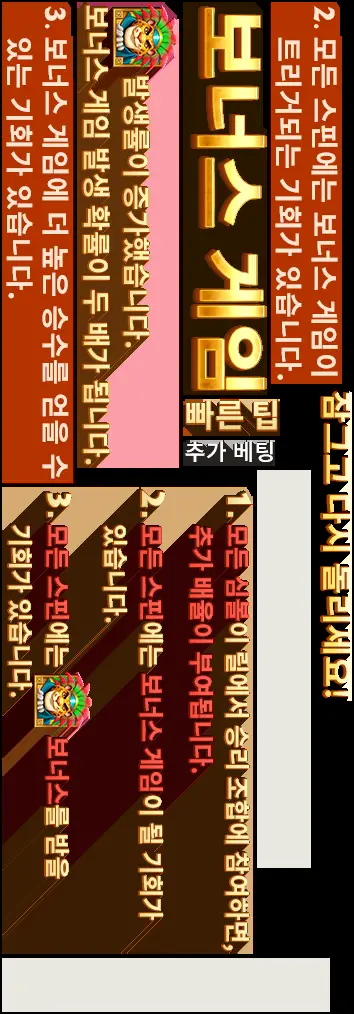 2. 모든 스핀에는 보너스 게임이
트리거되는 기회가 있습니다.
보너스 게임
빠른 팁
추가 베팅
발생률이 증가했습니다.
보너스 게임 발생 확률이 두 배가 됩니다.
3. 보너스 게임에 더 높은 승수를 얻을 수
있는 기회가 있습니다.
잠그고 다시 돌리세요!
1. 모든 심볼이 릴에서 승리 조합에 참여하면,
추가 배율이 부여됩니다.
2. 모든 스핀에는 보너스 게임이 될 기회가
있습니다.
3. 모든 스핀에는 보너스를 받을
기회가 있습니다.